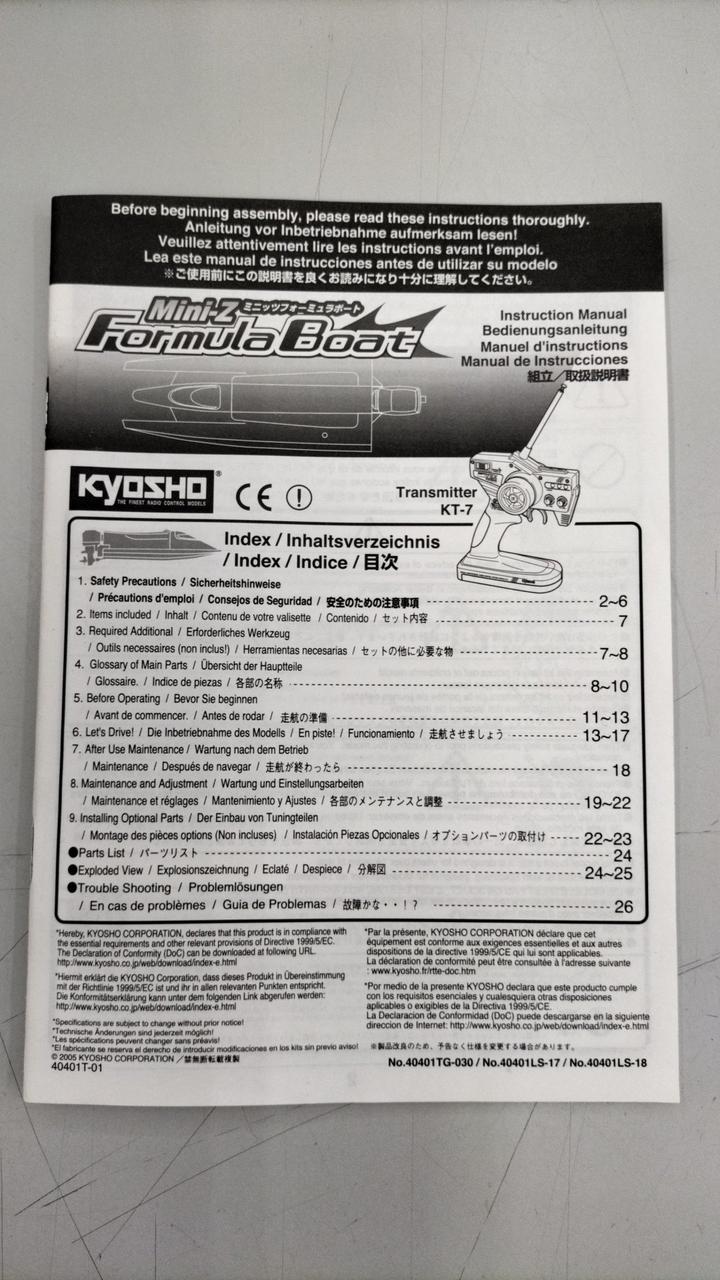 Before beginning assembly, please read these instructions thoroughly.
Anleitung vor Inbetriebnahme aufmerksam lesen!
Veuillez attentivement lire les instructions avant l'emploi.
Lea este manual de instrucciones antes de utilizar su modelo
※ご使用前にこの説明書を良くお読みになり十分に理解してください。
Mini-Z ミニッツフォーミュラボート
Formula Boat
Instruction Manual
Bedienungsanleitung
Manuel d'instructions
Manual de Instrucciones
組立／取扱説明書
KYOSHO®
THE FINEST RADIO CONTROL MODELS
CE
Transmitter
KT-7
Index / Inhaltsverzeichnis
/ Index / Indice / 目次
1. Safety Precautions / Sicherheitshinweise
/ Précautions d'emploi / Consejos de Seguridad / 安全のための注意事項 2~6
2. Items included / Inhalt / Contenu de votre valisette / Contenido / セット内容 7
3. Required Additional / Erforderliches Werkzeug
/ Outils necessaires (non inclus!) / Herramientas necesarias / セットの他に必要な物 7~8
4. Glossary of Main Parts / Übersicht der Hauptteile
/ Glossaire. / Indice de piezas / 各部の名称 8~10
5. Before Operating / Bevor Sie beginnen
/ Avant de commencer. / Antes de rodar / 走航の準備 11~13
6. Let's Drive! / Die Inbetriebnahme des Modells / En piste! / Funcionamiento / 走航させましょう 13~17
7. After Use Maintenance / Wartung nach dem Betrieb
/ Maintenance / Después de navegar / 走航が終わったら 18
8. Maintenance and Adjustment / Wartung und Einstellungsarbeiten
/ Maintenance et réglages / Mantenimiento y Ajustes / 各部のメンテナンスと調整 19~22
9. Installing Optional Parts / Der Einbau von Tuningteilen
/ Montage des pièces options (Non incluses) / Instalación Piezas Opcionales / オプションパーツの取付け 22~23
●Parts List / パーツリスト 24
●Exploded View / Explosionszeichnung / Eclaté / Despiece / 分解図 24~25
●Trouble Shooting / Problemlösungen
/ En cas de problèmes / Guia de Problemas / 故障かな・・！？ 26
*Hereby, KYOSHO CORPORATION, declares that this product is in compliance with
the essential requirements and other relevant provisions of Directive 1999/5/EC.
The Declaration of Conformity (DoC) can be downloaded at following URL.
http://www.kyosho.co.jp/web/download/index-e.html
*Hiermit erklärt die KYOSHO Corporation, dass dieses Produkt in Übereinstimmung
mit der Richtlinie 1999/5/EC ist und ihr in allen relevanten Punkten entspricht.
Die Konformitätserklärung kann unter dem folgenden Link abgerufen werden:
http://www.kyosho.co.jp/web/download/index-e.html
*Par la présente, KYOSHO CORPORATION déclare que cet
équipement est conforme aux exigences essentielles et aux autres
dispositions de la directive 1999/5/CE qui lui sont applicables.
La déclaration de conformité peut être consultée à l'adresse suivante
: www.kyosho.fr/rtte-doc.htm
*Por medio de la presente KYOSHO declara que este producto cumple
con los requisitos esenciales y cualesquiera otras disposiciones
aplicables o exigibles de la Directiva 1999/5/CE.
La Declaracion de Conformidad (DoC) puede descargarse en la siguiente
direccion de Internet: http://www.kyosho.co.jp/web/download/index-e.html
*Specifications are subject to change without prior notice!
*Technische Änderungen sind jederzeit möglich!
*Les spécifications peuvent changer sans préavis!
*El fabricante se reserva el derecho de introducir modificaciones en los kits sin previo aviso!
※製品改良のため、予告なく仕様を変更する場合があります。
© 2005 KYOSHO CORPORATION ／禁無断転載複製
40401T-01
No.40401TG-030 / No.40401LS-17 / No.40401LS-18